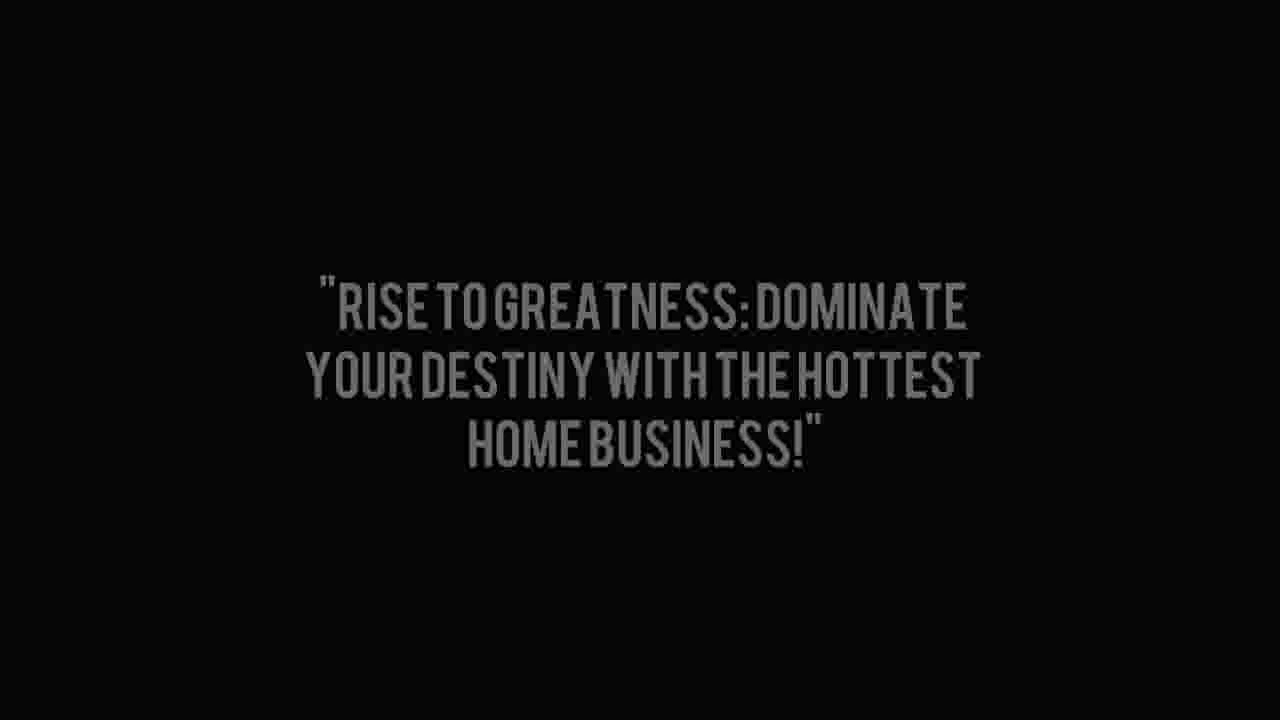 "RISE TO GREATNESS: DOMINATE
YOUR DESTINY WITH THE HOTTEST
HOME BUSINESS!"